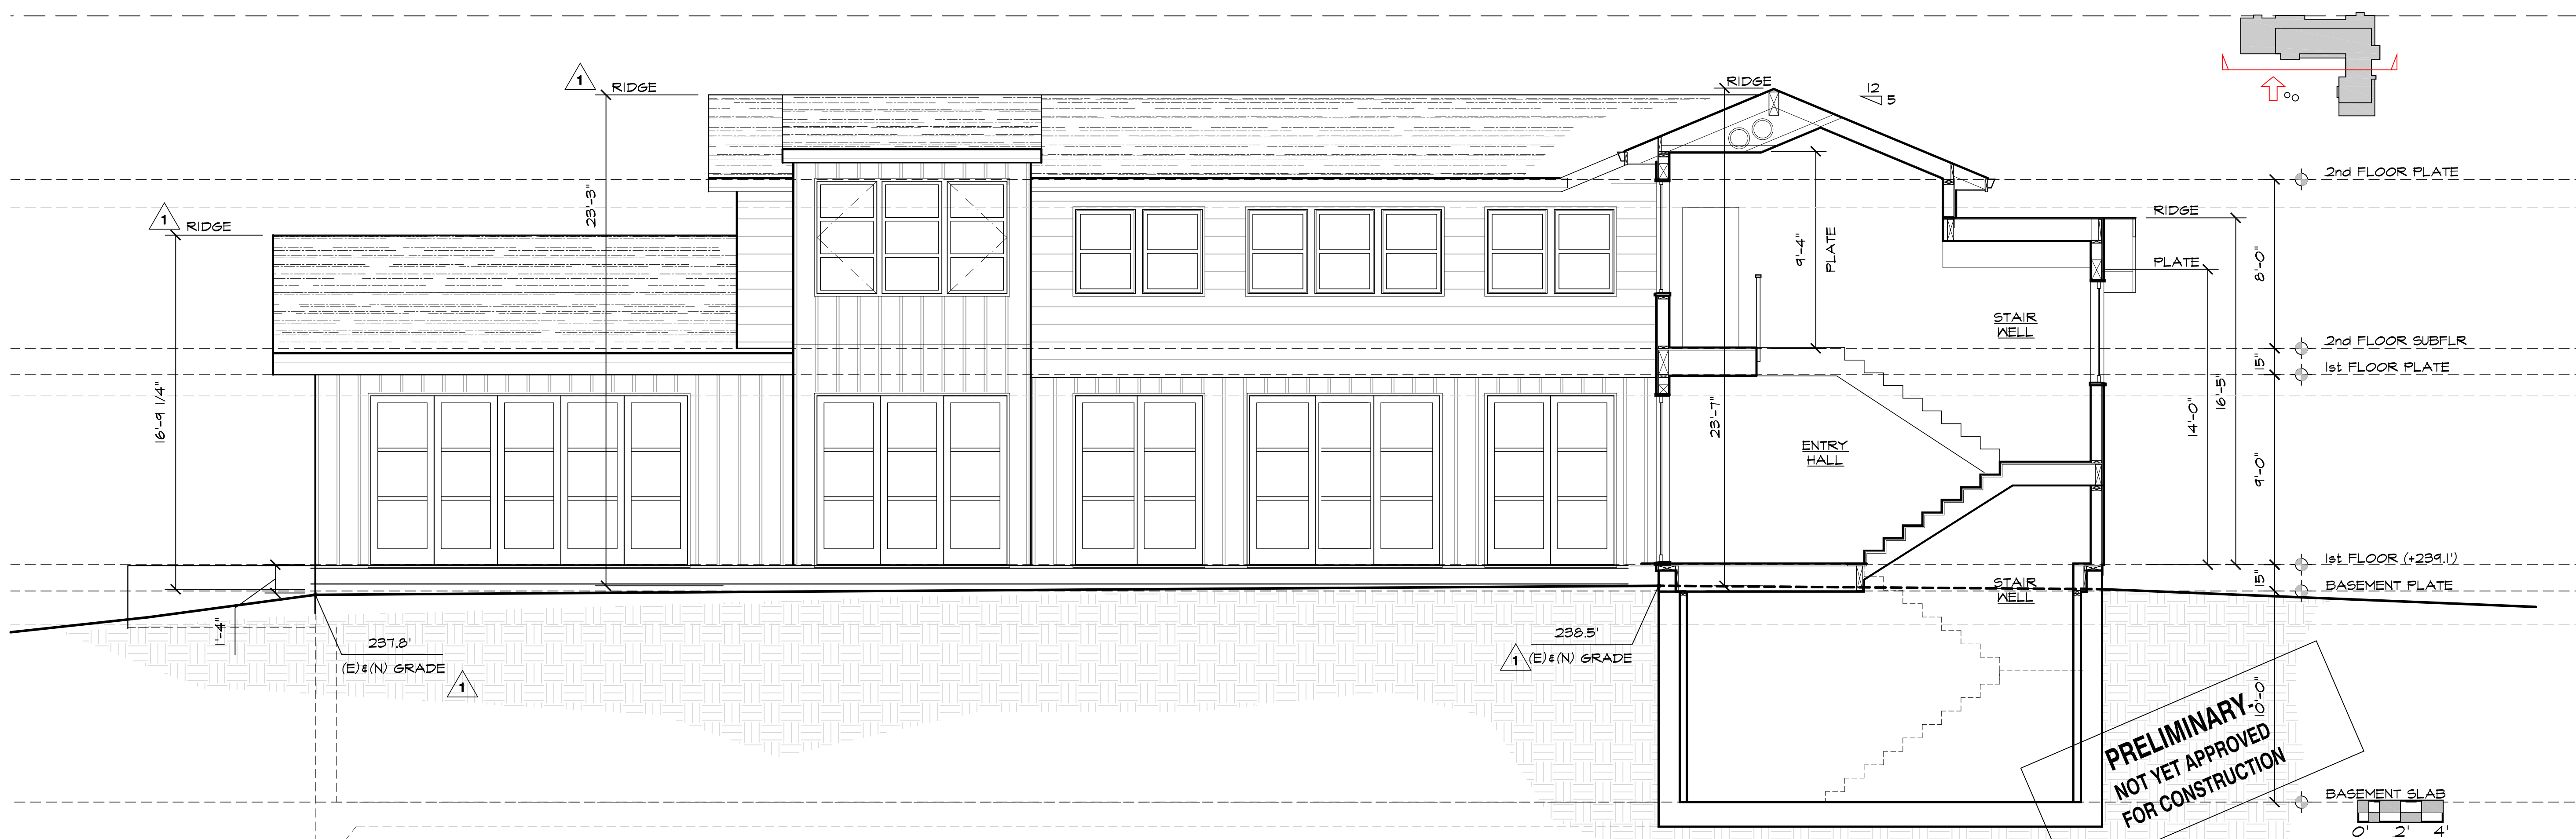 1
RIDGE
1
RIDGE
RIDGE
12
5
2nd FLOOR PLATE
RIDGE
PLATE
23'-3"
16'-9 1/4"
9'-4"
PLATE
8'-0"
STAIR
WELL
2nd FLOOR SUBFLR
15"
1st FLOOR PLATE
23'-7"
14'-0"
16'-5"
ENTRY
HALL
9'-0"
1st FLOOR (+239.1')
15"
BASEMENT PLATE
STAIR
WELL
1'-4"
237.8'
(E)&(N) GRADE
1
238.5'
1
(E)&(N) GRADE
10'-0"
PRELIMINARY-
NOT YET APPROVED
FOR CONSTRUCTION
BASEMENT SLAB
0' 2' 4'